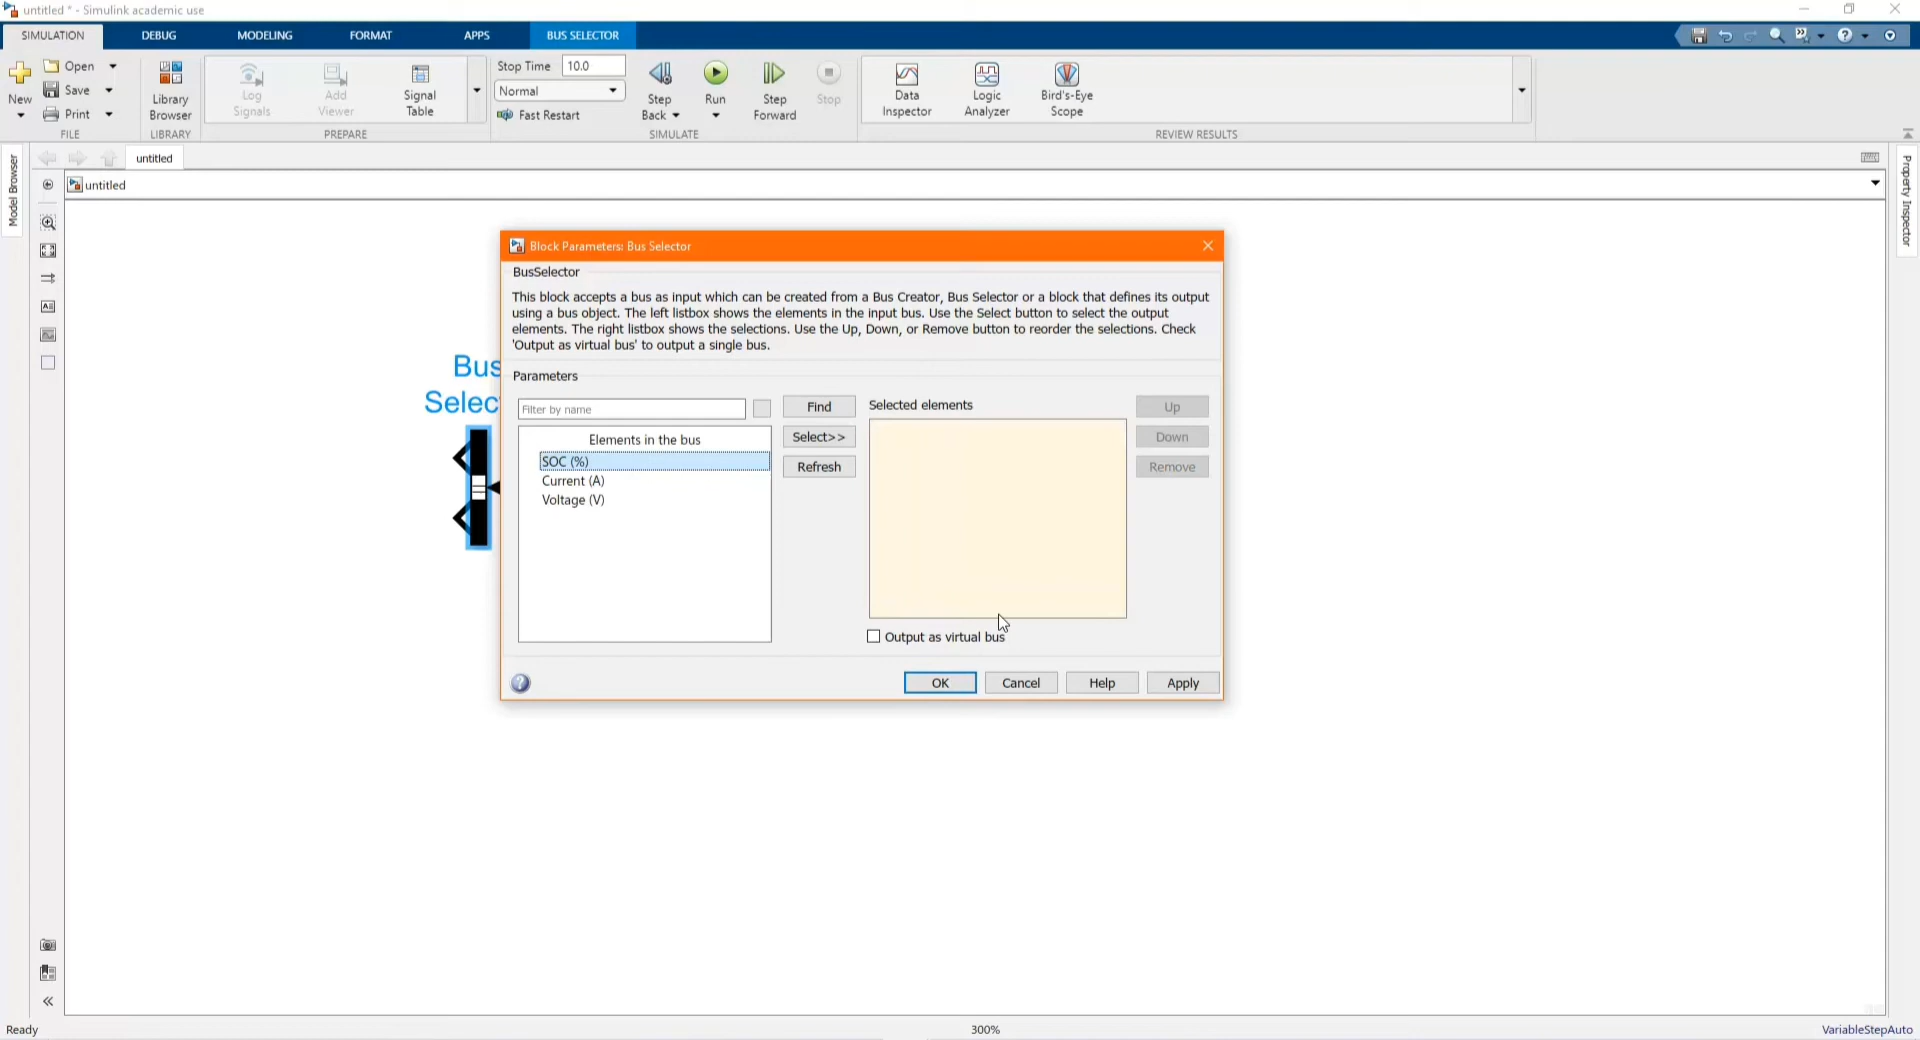 untitled * - Simulink academic use
SIMULATION DEBUG MODELING FORMAT APPS BUS SELECTOR
New
Open
Save
Print
FILE
Library
Browser
LIBRARY
Log
Signals
Add
Viewer
Signal
Table
PREPARE
Stop Time 10.0
Normal
Fast Restart
Step
Back
Run
Step
Forward
Stop
SIMULATE
Data
Inspector
Logic
Analyzer
Bird's-Eye
Scope
REVIEW RESULTS
Model Browser
untitled
untitled
Property Inspector
Bus
Selec
Block Parameters: Bus Selector
BusSelector
This block accepts a bus as input which can be created from a Bus Creator, Bus Selector or a block that defines its output
using a bus object. The left listbox shows the elements in the input bus. Use the Select button to select the output
elements. The right listbox shows the selections. Use the Up, Down, or Remove button to reorder the selections. Check
'Output as virtual bus' to output a single bus.
Parameters
Filter by name
Find
Select>>
Refresh
Elements in the bus
SOC (%)
Current (A)
Voltage (V)
Selected elements
Up
Down
Remove
Output as virtual bus
OK Cancel Help Apply
Ready 300% VariableStepAuto